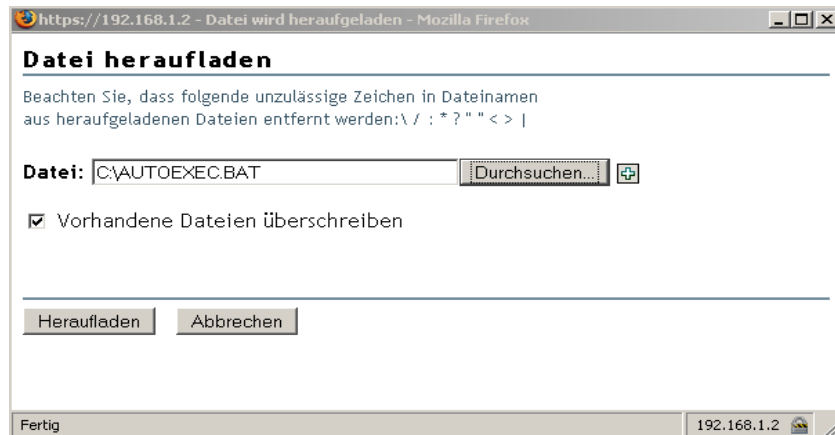 https://192.168.1.2 - Datei wird heraufgeladen - Mozilla Firefox
Datei heraufladen
Beachten Sie, dass folgende unzulässige Zeichen in Dateinamen
aus heraufgeladenen Dateien entfernt werden:\ / : * ? " " < > |
Datei: C:\AUTOEXEC.BAT Durchsuchen...
Vorhandene Dateien überschreiben
Heraufladen Abbrechen
Fertig 192.168.1.2